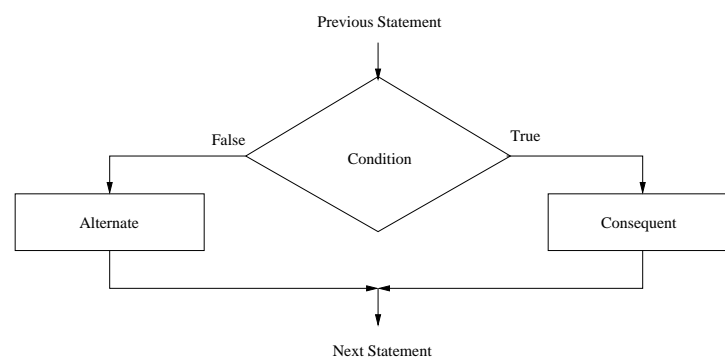 Previous Statement
False
True
Condition
Alternate
Consequent
Next Statement